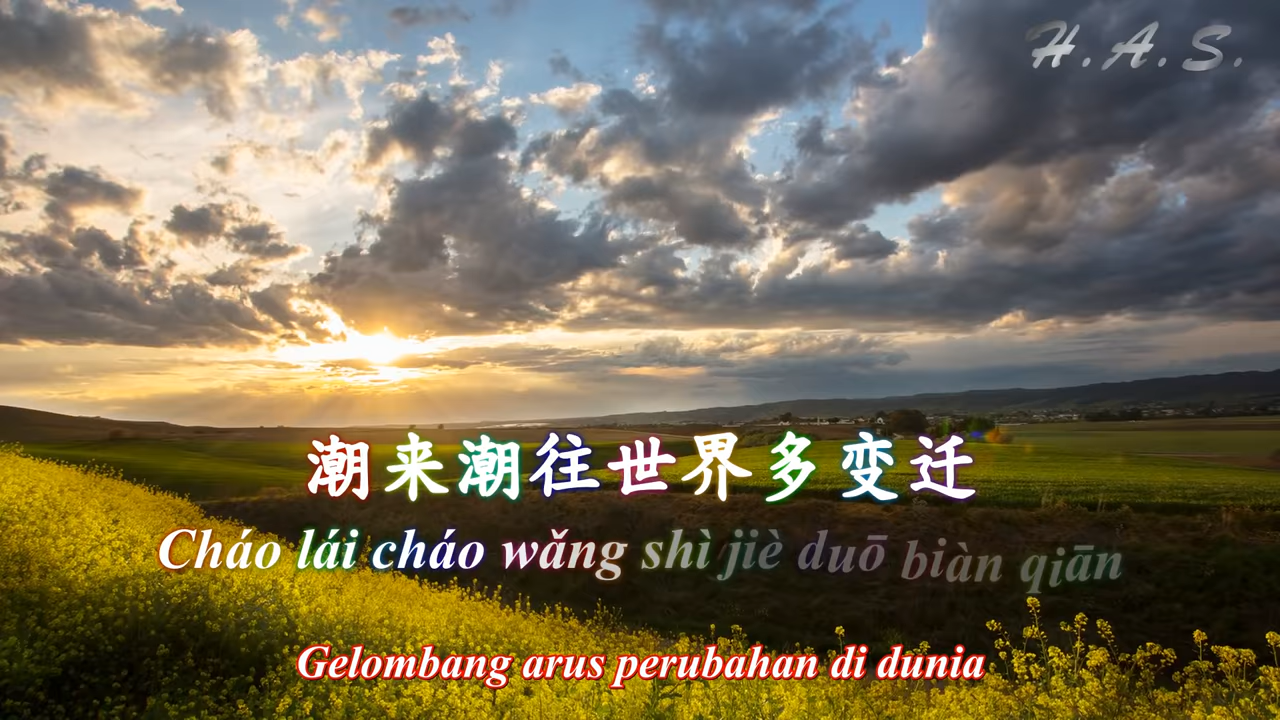 H.A.S.
潮来潮往世界多变迁
Cháo lái cháo wǎng shì jiè duō biàn qiān
Gelombang arus perubahan di dunia